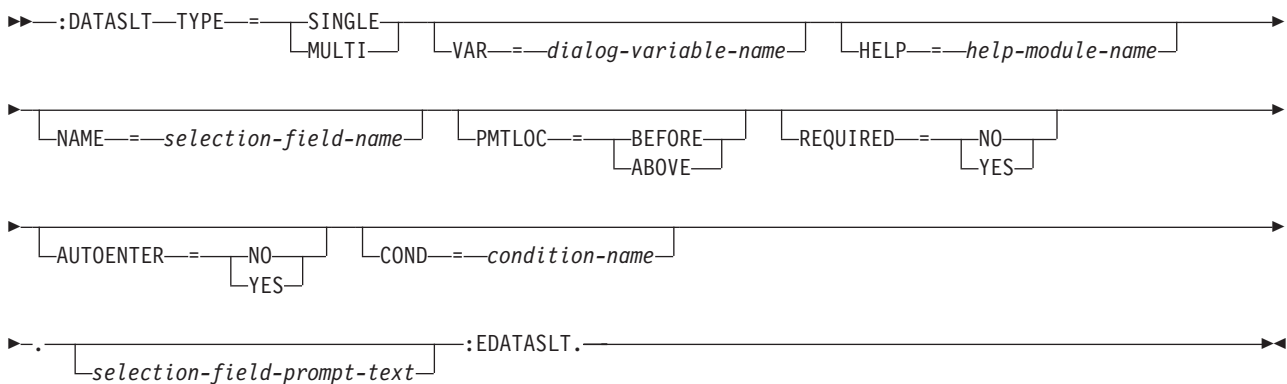 :DATASLT TYPE = SINGLE VAR = dialog-variable-name HELP = help-module-name
MULTI
NAME = selection-field-name PMTLOC = BEFORE REQUIRED = NO
ABOVE YES
AUTOENTER = NO COND = condition-name
YES
. selection-field-prompt-text :EDATASLT.